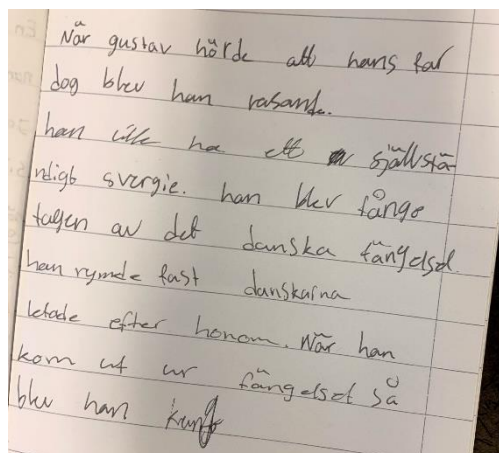 När gustav hörde att hans far
dog blev han rasande.
han ville ha ett självstä
ndigt svergie. han blev fånge
tagen av det danska fängelset
han rymde fast danskarna
letade efter honom. När han
kom ut ur fängelset så
blev han kung